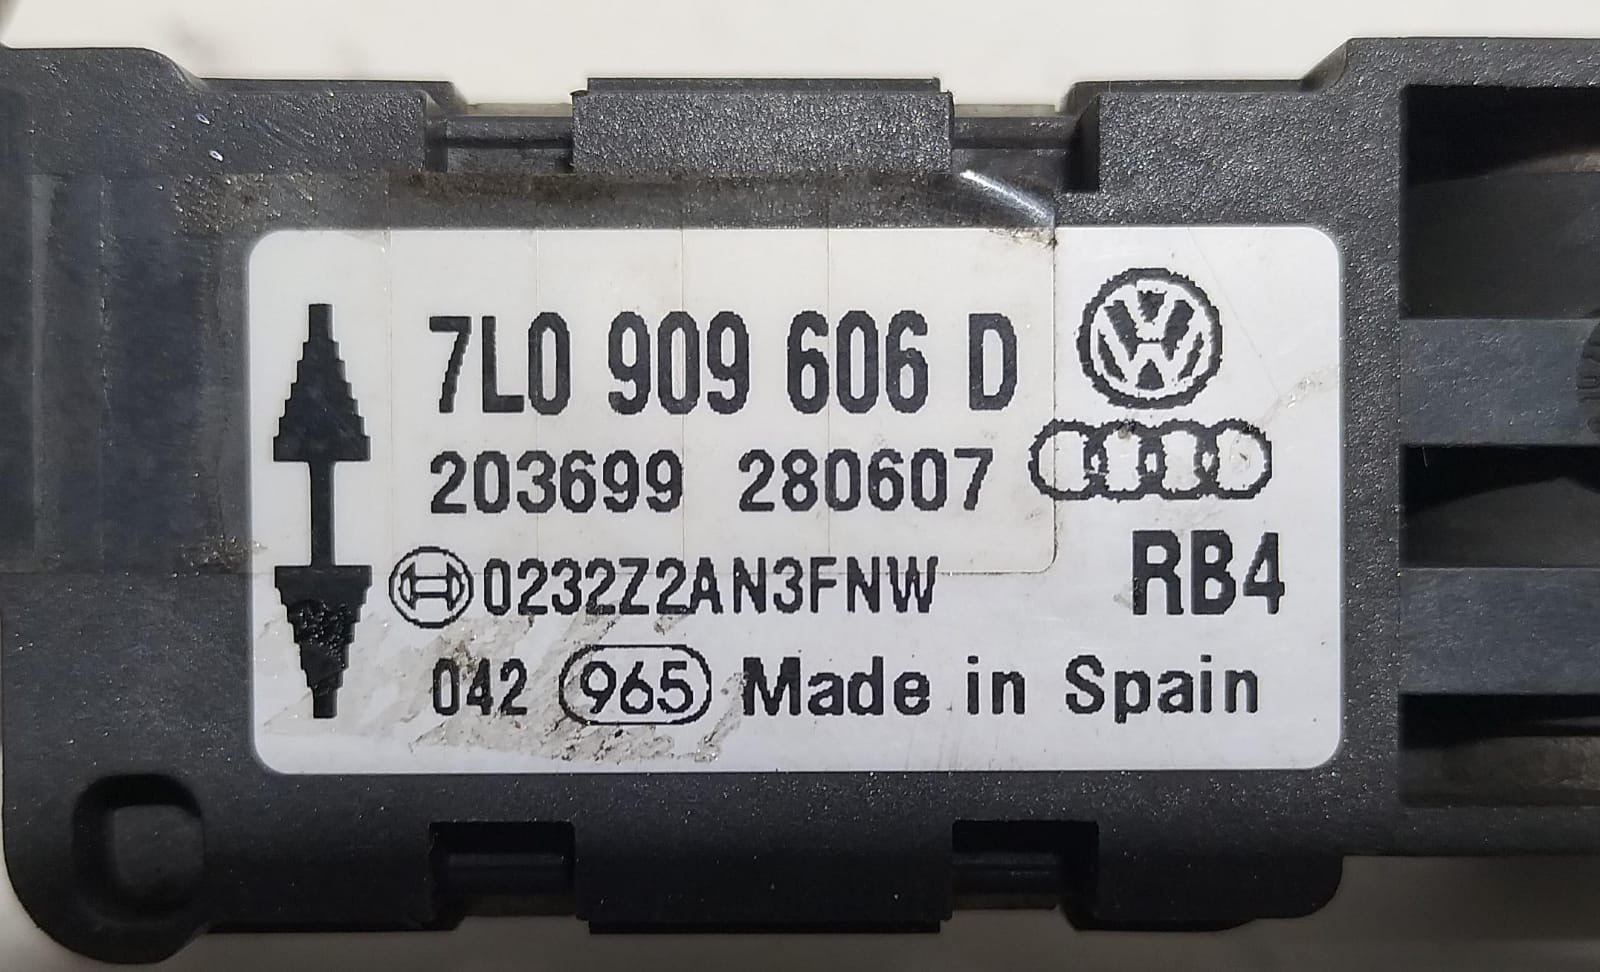 7L0 909 606 D
203699 280607
0232Z2AN3FNW RB4
042 965 Made in Spain